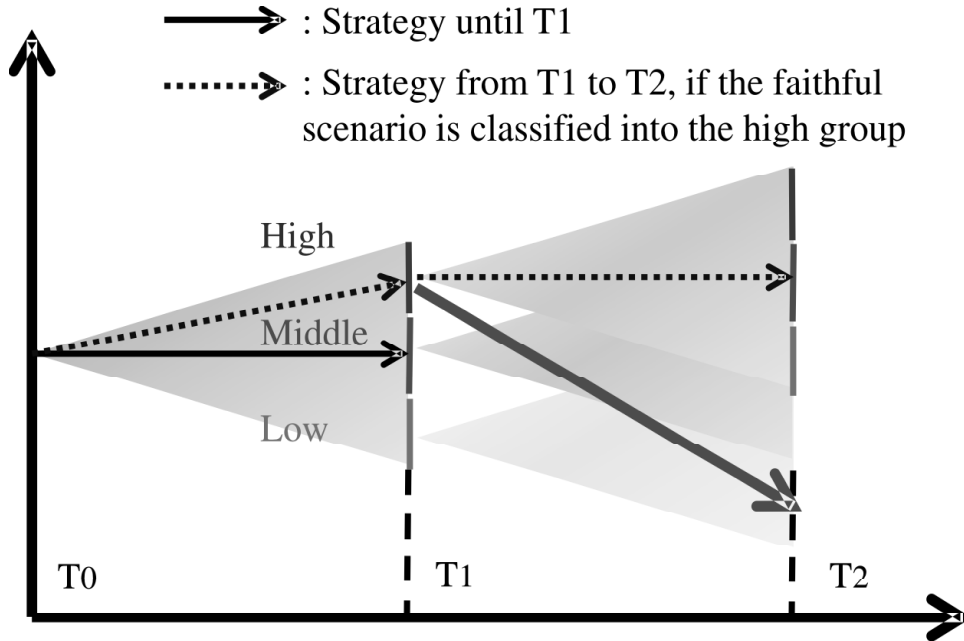 : Strategy until T1
: Strategy from T1 to T2, if the faithful
scenario is classified into the high group
High
Middle
Low
T0
T1
T2